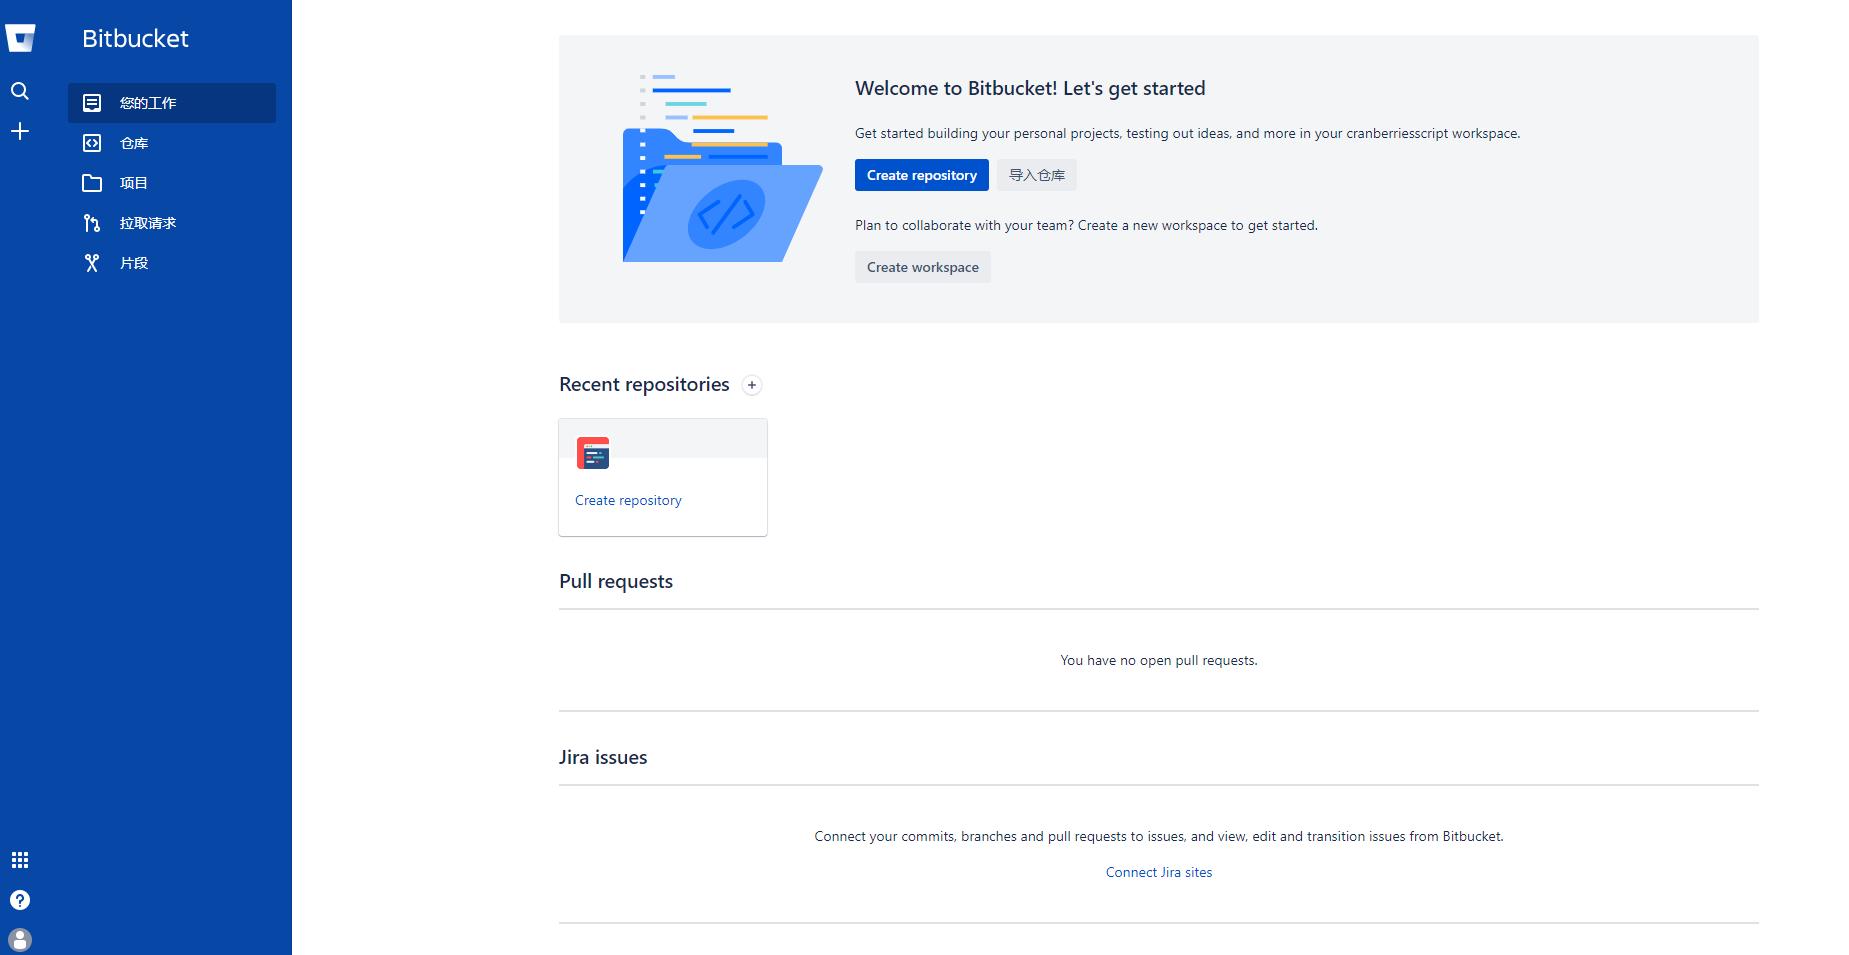 Bitbucket
您的工作
仓库
项目
拉取请求
片段
Welcome to Bitbucket! Let's get started
Get started building your personal projects, testing out ideas, and more in your cranberriesscript workspace.
Create repository 导入仓库
Plan to collaborate with your team? Create a new workspace to get started.
Create workspace
Recent repositories
Create repository
Pull requests
You have no open pull requests.
Jira issues
Connect your commits, branches and pull requests to issues, and view, edit and transition issues from Bitbucket.
Connect Jira sites